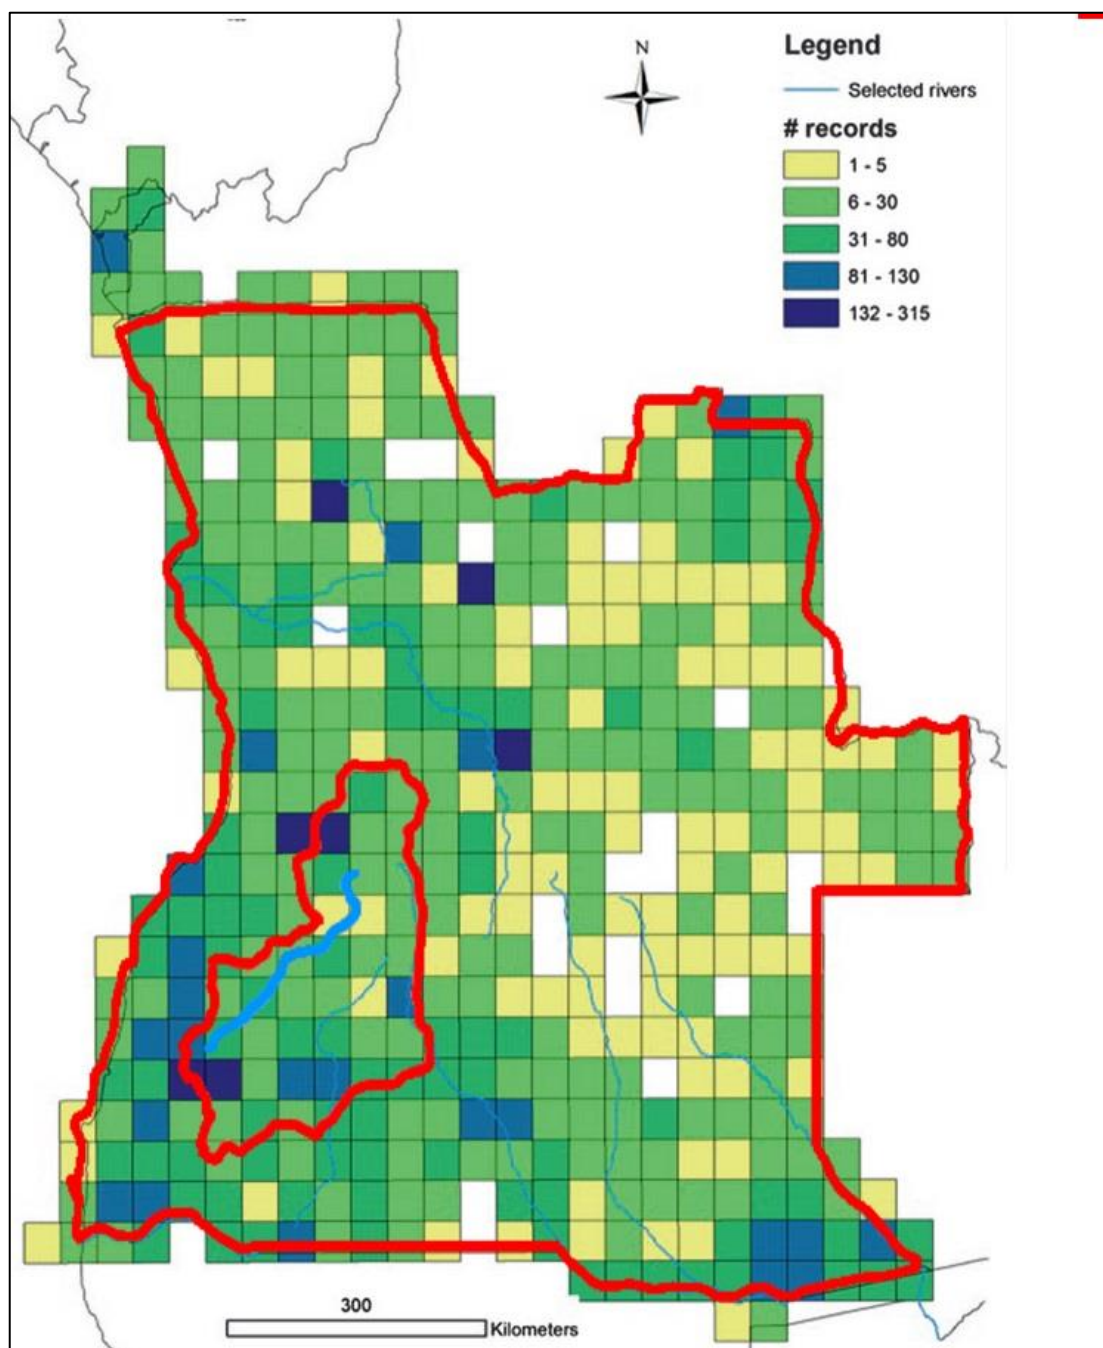 N
Legend
Selected rivers
# records
1 - 5
6 - 30
31 - 80
81 - 130
132 - 315
300
Kilometers